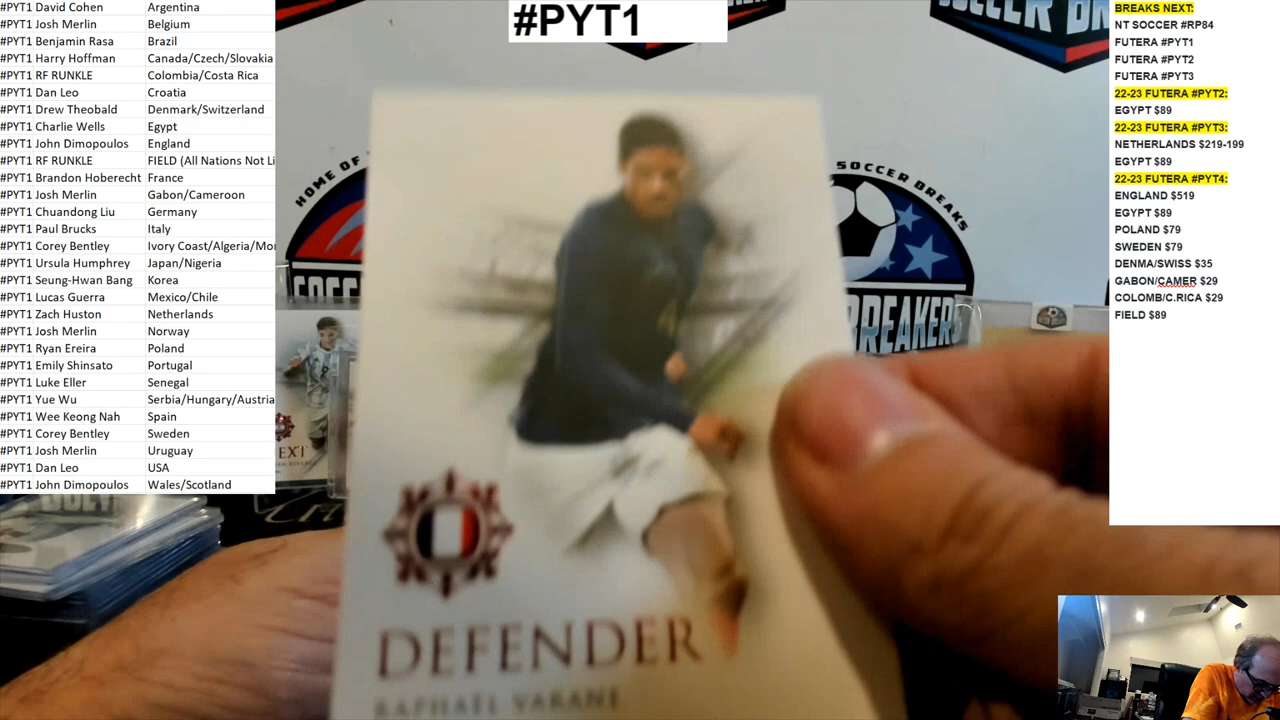 #PYT1 David Cohen Argentina
#PYT1 Josh Merlin Belgium
#PYT1 Benjamin Rasa Brazil
#PYT1 Harry Hoffman Canada/Czech/Slovakia
#PYT1 RF RUNKLE Colombia/Costa Rica
#PYT1 Dan Leo Croatia
#PYT1 Drew Theobald Denmark/Switzerland
#PYT1 Charlie Wells Egypt
#PYT1 John Dimopoulos England
#PYT1 RF RUNKLE FIELD (All Nations Not Li
#PYT1 Brandon Hoberecht France
#PYT1 Josh Merlin Gabon/Cameroon
#PYT1 Chuandong Liu Germany
#PYT1 Paul Brucks Italy
#PYT1 Corey Bentley Ivory Coast/Algeria/Mor
#PYT1 Ursula Humphrey Japan/Nigeria
#PYT1 Seung-Hwan Bang Korea
#PYT1 Lucas Guerra Mexico/Chile
#PYT1 Zach Huston Netherlands
#PYT1 Josh Merlin Norway
#PYT1 Ryan Ereira Poland
#PYT1 Emily Shinsato Portugal
#PYT1 Luke Eller Senegal
#PYT1 Yue Wu Serbia/Hungary/Austria
#PYT1 Wee Keong Nah Spain
#PYT1 Corey Bentley Sweden
#PYT1 Josh Merlin Uruguay
#PYT1 Dan Leo USA
#PYT1 John Dimopoulos Wales/Scotland
#PYT1
SOCCER BREAKS
HOME OF
SOCCER BREAKS
SOCC
BREAKERS
EXT
DEFENDER
RAPHAËL VARANE
BREAKS NEXT:
NT SOCCER #RP84
FUTERA #PYT1
FUTERA #PYT2
FUTERA #PYT3
22-23 FUTERA #PYT2:
EGYPT $89
22-23 FUTERA #PYT3:
NETHERLANDS $219-199
EGYPT $89
22-23 FUTERA #PYT4:
ENGLAND $519
EGYPT $89
POLAND $79
SWEDEN $79
DENMA/SWISS $35
GABON/CAMER $29
COLOMB/C.RICA $29
FIELD $89